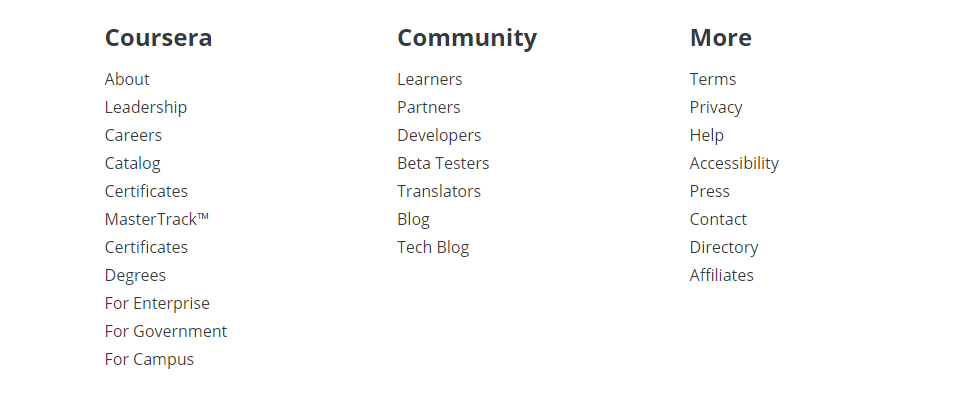 Coursera
About
Leadership
Careers
Catalog
Certificates
MasterTrack™
Certificates
Degrees
For Enterprise
For Government
For Campus
Community
Learners
Partners
Developers
Beta Testers
Translators
Blog
Tech Blog
More
Terms
Privacy
Help
Accessibility
Press
Contact
Directory
Affiliates